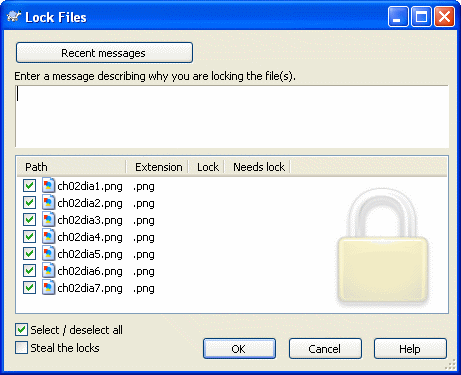 Lock Files
Recent messages
Enter a message describing why you are locking the file(s).
Path Extension Lock Needs lock
ch02dia1.png .png
ch02dia2.png .png
ch02dia3.png .png
ch02dia4.png .png
ch02dia5.png .png
ch02dia6.png .png
ch02dia7.png .png
Select / deselect all
Steal the locks
OK Cancel Help